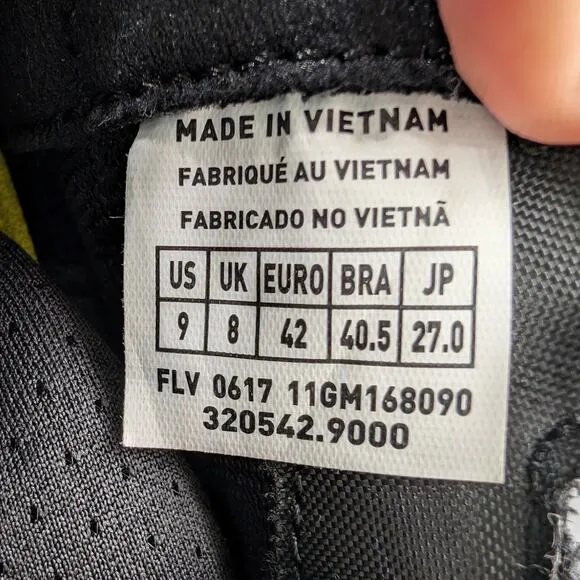 MADE IN VIETNAM
FABRIQUÉ AU VIETNAM
FABRICADO NO VIETNÃ
US UK EURO BRA JP
9 8 42 40.5 27.0
FLV 0617 11GM168090
320542.9000